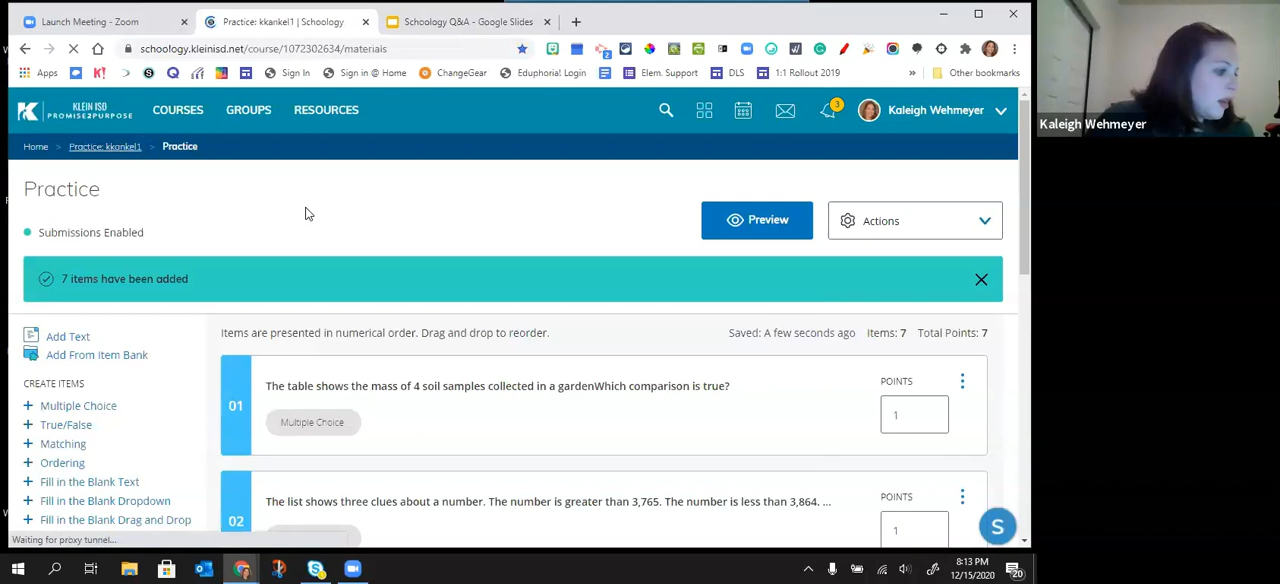 Launch Meeting - Zoom
Practice: kkankel1 | Schoology
Schoology Q&A - Google Slides
schoology.kleinisd.net/course/1072302634/materials
Apps
Sign In
Sign in @ Home
ChangeGear
Euphoria! Login
Elem. Support
DLS
1:1 Rollout 2019
Other bookmarks
KLEIN ISD
PROMISE2PURPOSE
COURSES
GROUPS
RESOURCES
3
Kaleigh Wehmeyer
Kaleigh Wehmeyer
Home > Practice: kkankel1 > Practice
Practice
Preview
Actions
Submissions Enabled
7 items have been added
Add Text
Add From Item Bank
CREATE ITEMS
+ Multiple Choice
+ True/False
+ Matching
+ Ordering
+ Fill in the Blank Text
+ Fill in the Blank Dropdown
+ Fill in the Blank Drag and Drop
Items are presented in numerical order. Drag and drop to reorder.
Saved: A few seconds ago Items: 7 Total Points: 7
01
The table shows the mass of 4 soil samples collected in a gardenWhich comparison is true?
Multiple Choice
POINTS
1
02
The list shows three clues about a number. The number is greater than 3,765. The number is less than 3,864. ...
POINTS
1
S
Waiting for proxy tunnel...
8:13 PM
12/15/2020
20